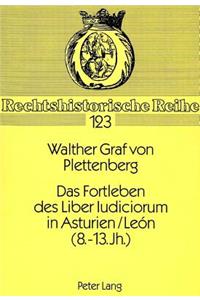 Rechtshistorische Reihe
123
Walther Graf von
Plettenberg
Das Fortleben
des Liber Iudiciorum
in Asturien/León
(8.-13.Jh.)
Peter Lang